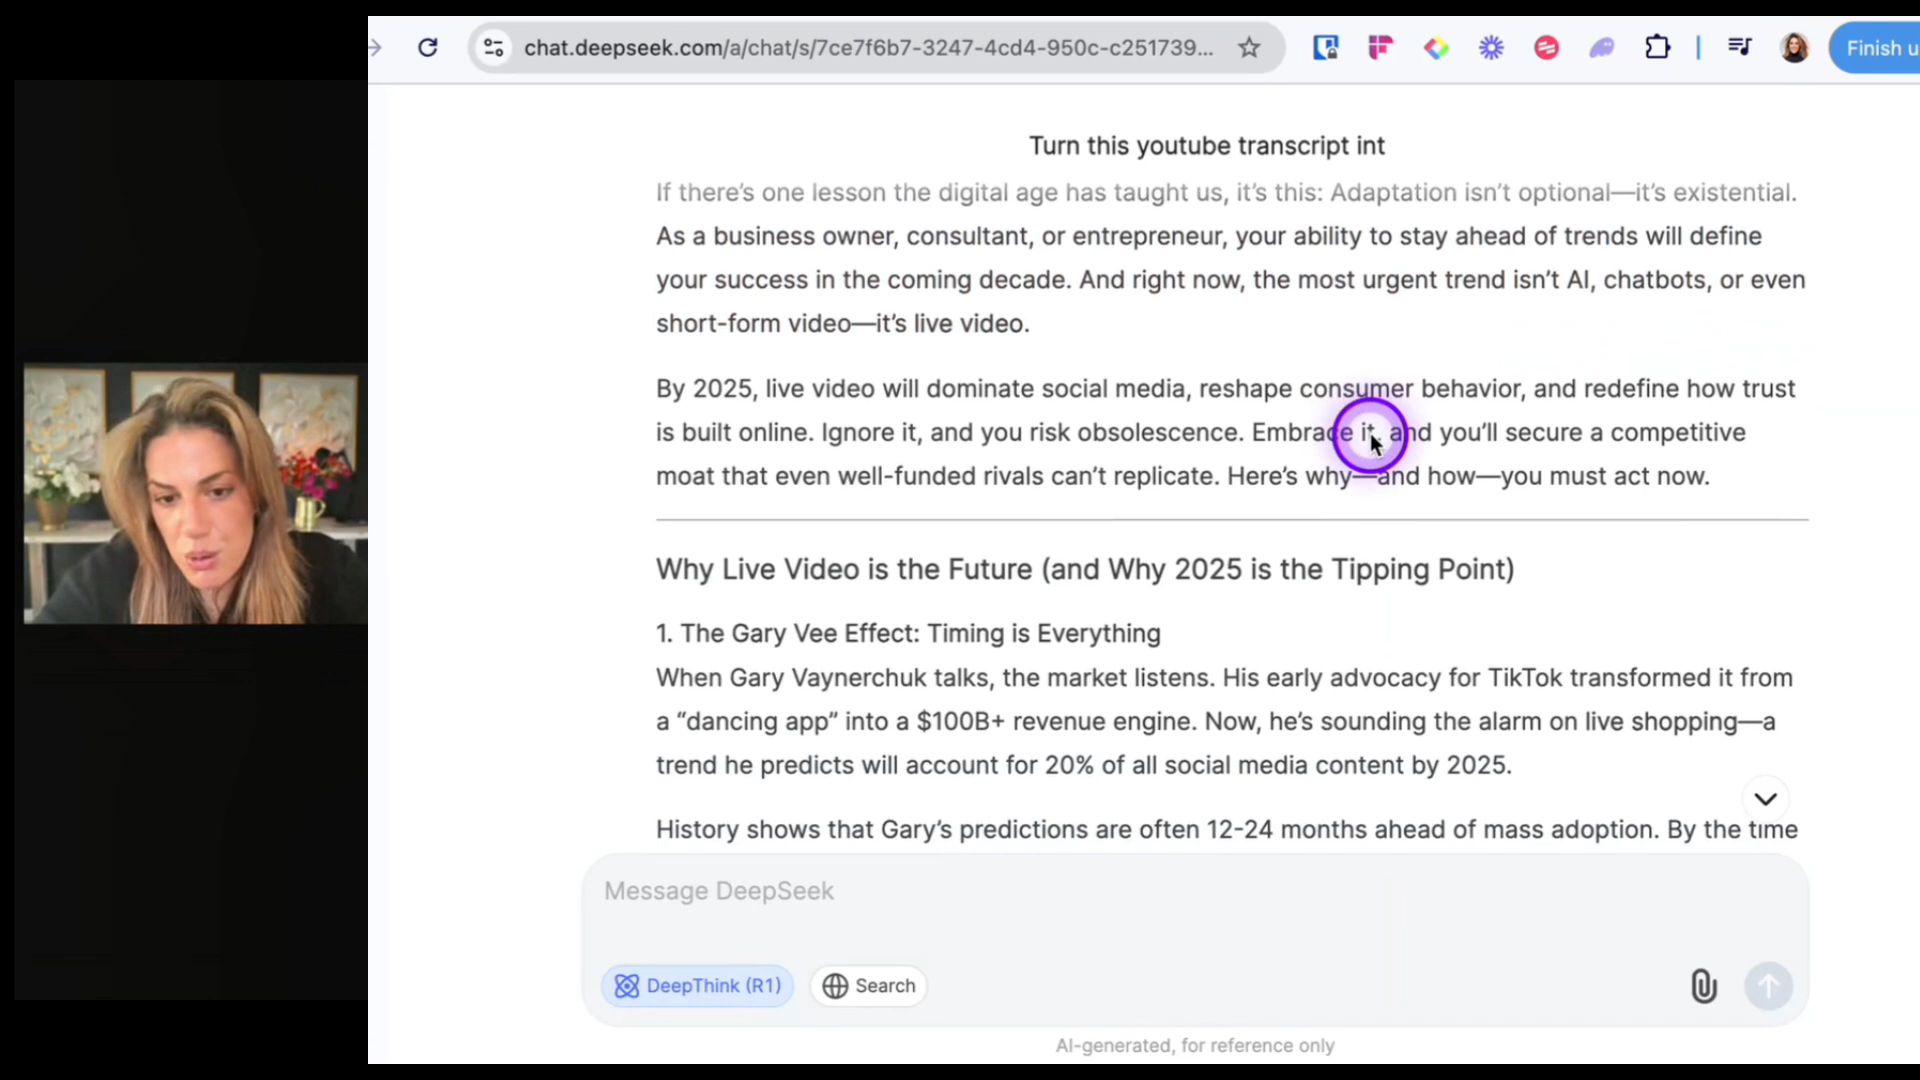 chat.deepseek.com/a/chat/s/7ce7f6b7-3247-4cd4-950c-c251739...
Finish u
Turn this youtube transcript int
If there's one lesson the digital age has taught us, it's this: Adaptation isn't optional—it's existential.
As a business owner, consultant, or entrepreneur, your ability to stay ahead of trends will define
your success in the coming decade. And right now, the most urgent trend isn't AI, chatbots, or even
short-form video—it's live video.
By 2025, live video will dominate social media, reshape consumer behavior, and redefine how trust
is built online. Ignore it, and you risk obsolescence. Embrace it, and you'll secure a competitive
moat that even well-funded rivals can't replicate. Here's why—and how—you must act now.
Why Live Video is the Future (and Why 2025 is the Tipping Point)
1. The Gary Vee Effect: Timing is Everything
When Gary Vaynerchuk talks, the market listens. His early advocacy for TikTok transformed it from
a “dancing app” into a $100B+ revenue engine. Now, he's sounding the alarm on live shopping—a
trend he predicts will account for 20% of all social media content by 2025.
History shows that Gary's predictions are often 12-24 months ahead of mass adoption. By the time
Message DeepSeek
DeepThink (R1)
Search
AI-generated, for reference only